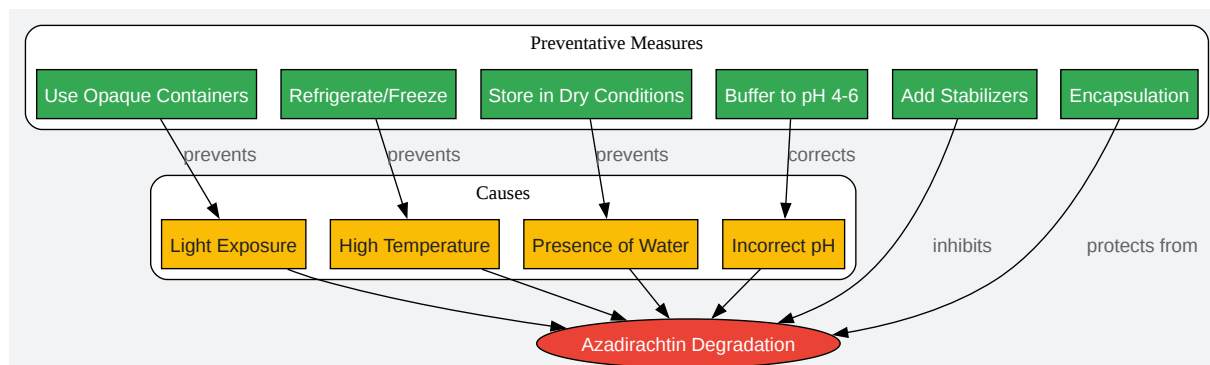 Preventative Measures
Use Opaque Containers
Refrigerate/Freeze
Store in Dry Conditions
Buffer to pH 4-6
Add Stabilizers
Encapsulation
prevents
prevents
prevents
corrects
Causes
Light Exposure
High Temperature
Presence of Water
Incorrect pH
inhibits
protects from
Azadirachtin Degradation